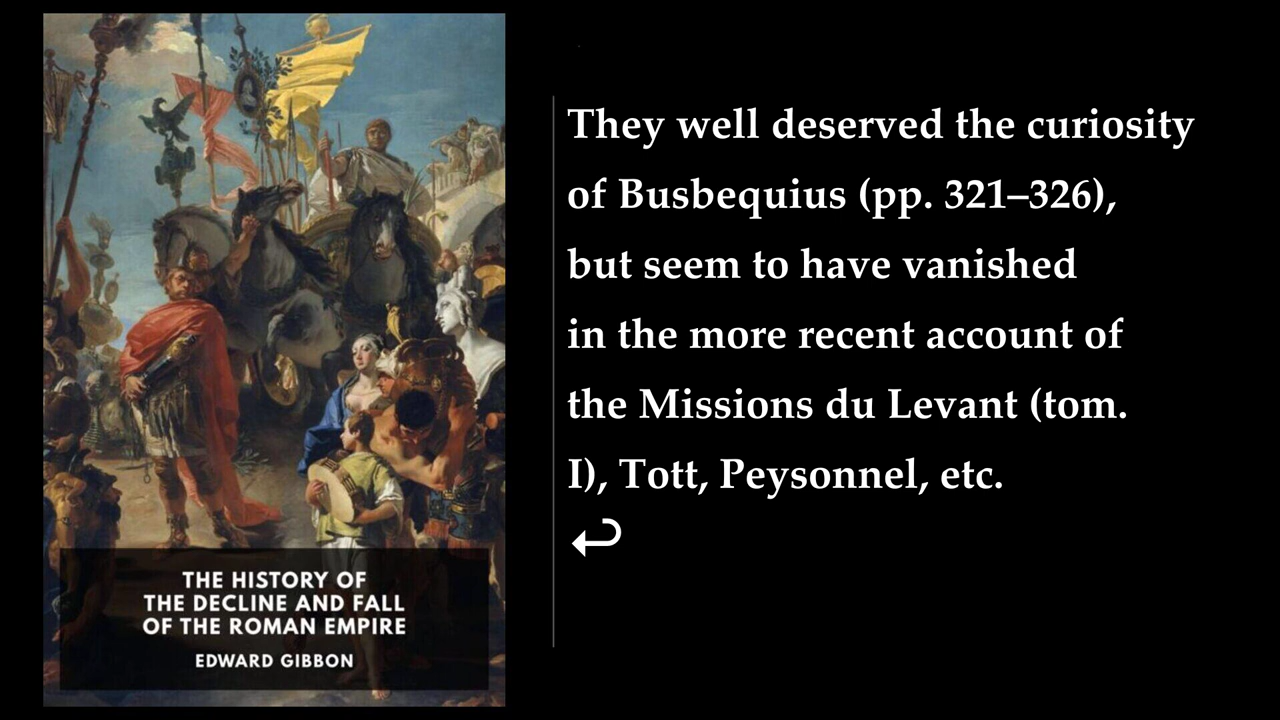 THE HISTORY OF
THE DECLINE AND FALL
OF THE ROMAN EMPIRE
EDWARD GIBBON
They well deserved the curiosity
of Busbequius (pp. 321–326),
but seem to have vanished
in the more recent account of
the Missions du Levant (tom.
I), Tott, Peysonnel, etc.
↩